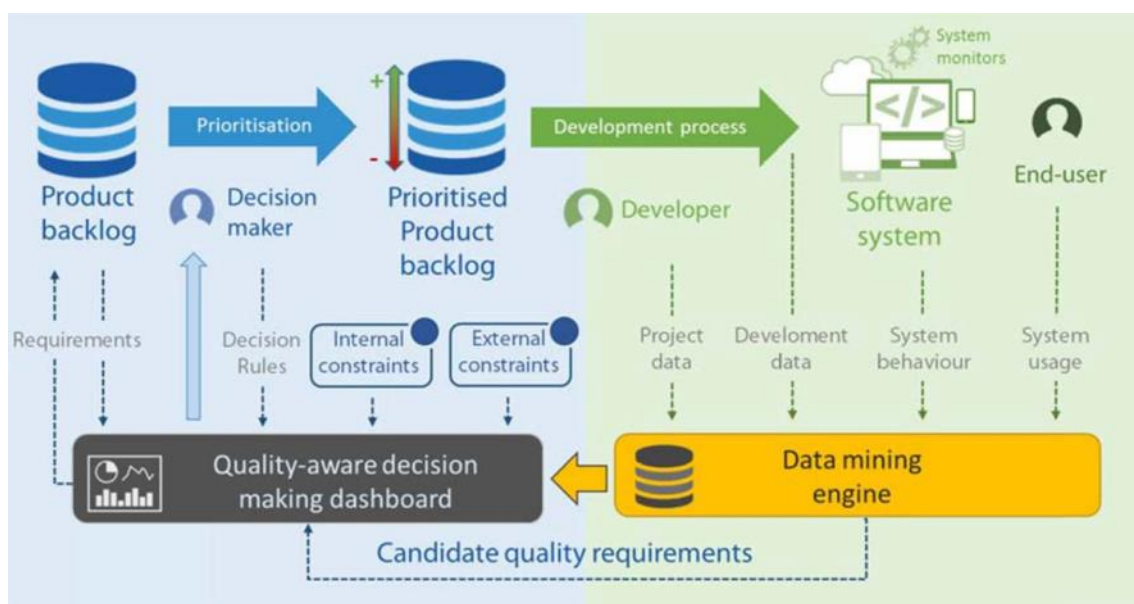 System
monitors
+
-
Prioritisation
Development process
</>
Product
backlog
Decision
maker
Prioritised
Product
backlog
Developer
Software
system
End-user
Requirements
Decision
Rules
Internal
constraints
External
constraints
Project
data
Develoment
data
System
behaviour
System
usage
Quality-aware decision
making dashboard
Data mining
engine
Candidate quality requirements